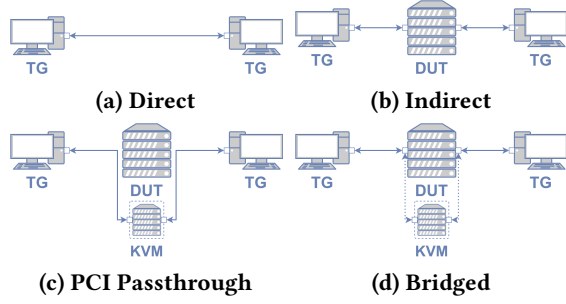 TG TG
(a) Direct
TG DUT TG
(b) Indirect
TG DUT TG
KVM
(c) PCI Passthrough
TG DUT TG
KVM
(d) Bridged